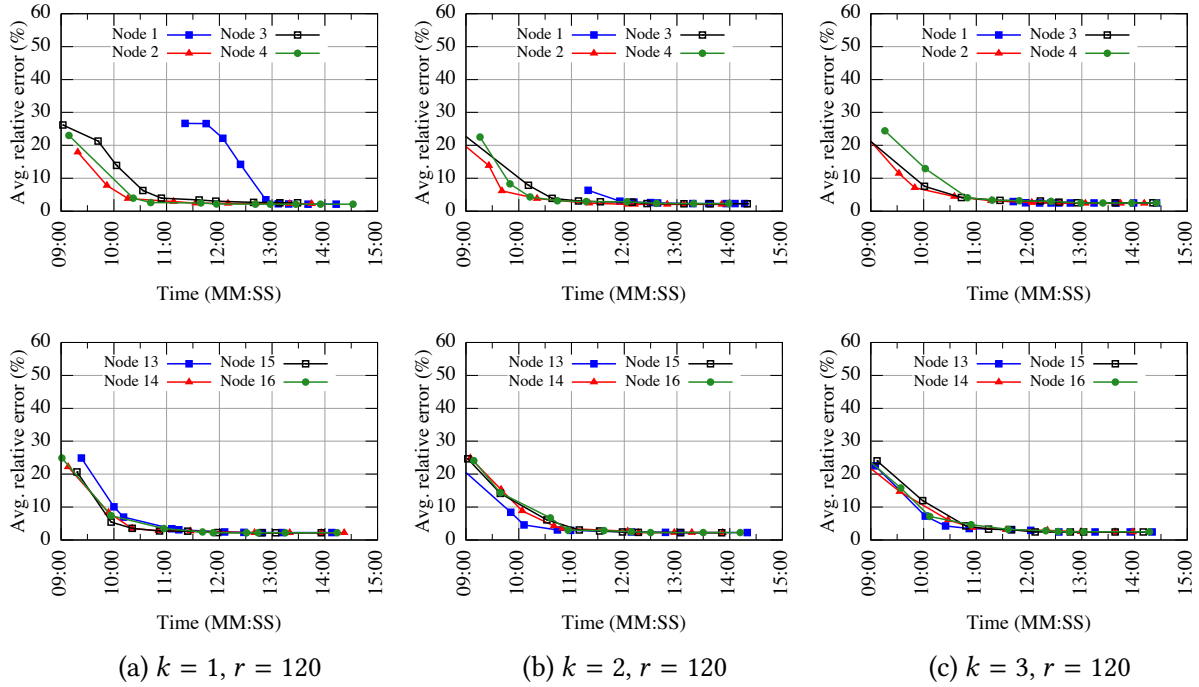 60
50
40
30
20
10
0
Avg. relative error (%)
Node 1
Node 2
Node 3
Node 4
09:00
10:00
11:00
12:00
13:00
14:00
15:00
Time (MM:SS)
60
50
40
30
20
10
0
Avg. relative error (%)
Node 1
Node 2
Node 3
Node 4
09:00
10:00
11:00
12:00
13:00
14:00
15:00
Time (MM:SS)
60
50
40
30
20
10
0
Avg. relative error (%)
Node 1
Node 2
Node 3
Node 4
09:00
10:00
11:00
12:00
13:00
14:00
15:00
Time (MM:SS)
60
50
40
30
20
10
0
Avg. relative error (%)
Node 13
Node 14
Node 15
Node 16
09:00
10:00
11:00
12:00
13:00
14:00
15:00
Time (MM:SS)
60
50
40
30
20
10
0
Avg. relative error (%)
Node 13
Node 14
Node 15
Node 16
09:00
10:00
11:00
12:00
13:00
14:00
15:00
Time (MM:SS)
60
50
40
30
20
10
0
Avg. relative error (%)
Node 13
Node 14
Node 15
Node 16
09:00
10:00
11:00
12:00
13:00
14:00
15:00
Time (MM:SS)
(a) k = 1, r = 120
(b) k = 2, r = 120
(c) k = 3, r = 120